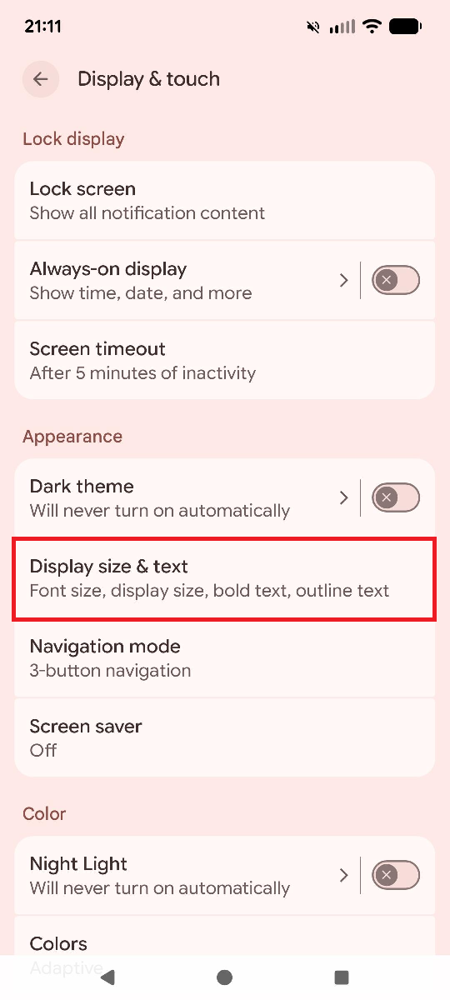 21:11
Display & touch
Lock display
Lock screen
Show all notification content
Always-on display
Show time, date, and more
Screen timeout
After 5 minutes of inactivity
Appearance
Dark theme
Will never turn on automatically
Display size & text
Font size, display size, bold text, outline text
Navigation mode
3-button navigation
Screen saver
Off
Color
Night Light
Will never turn on automatically
Colors
Adaptive